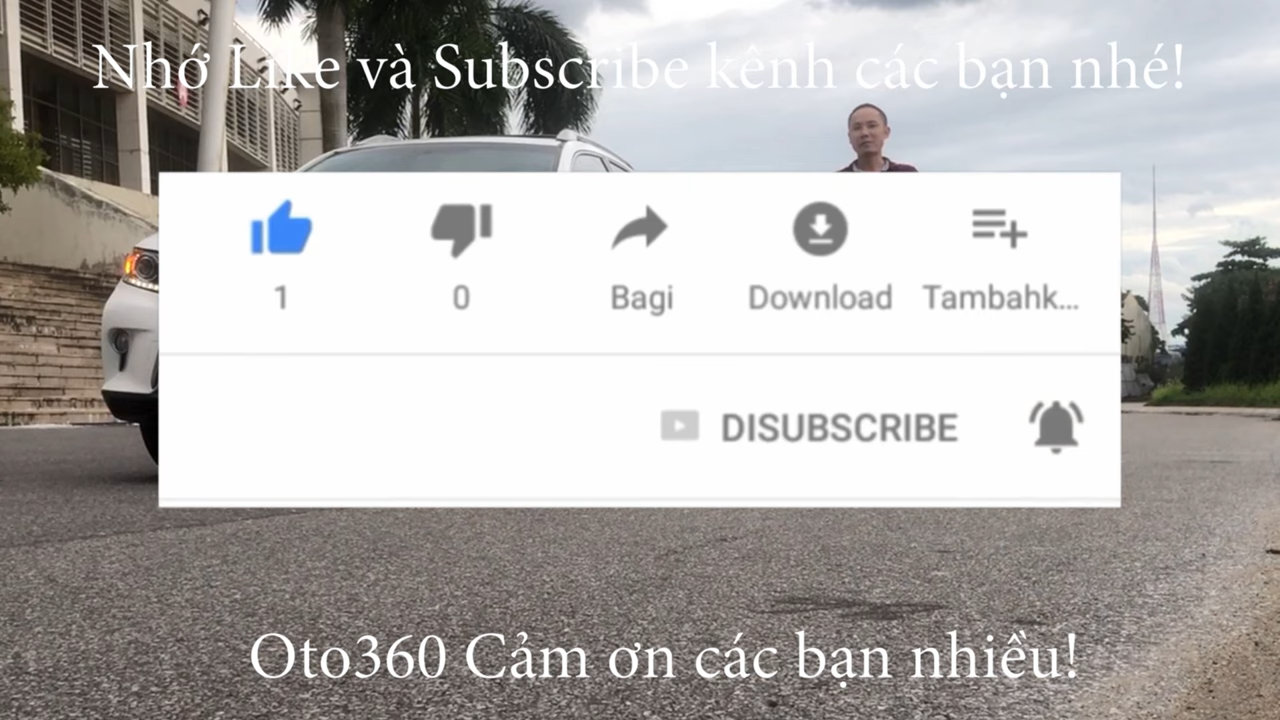 Nhớ Like và Subscribe kênh các bạn nhé!
1 0 Bagi Download Tambahk...
DISUBSCRIBE
Oto360 Cảm ơn các bạn nhiều!